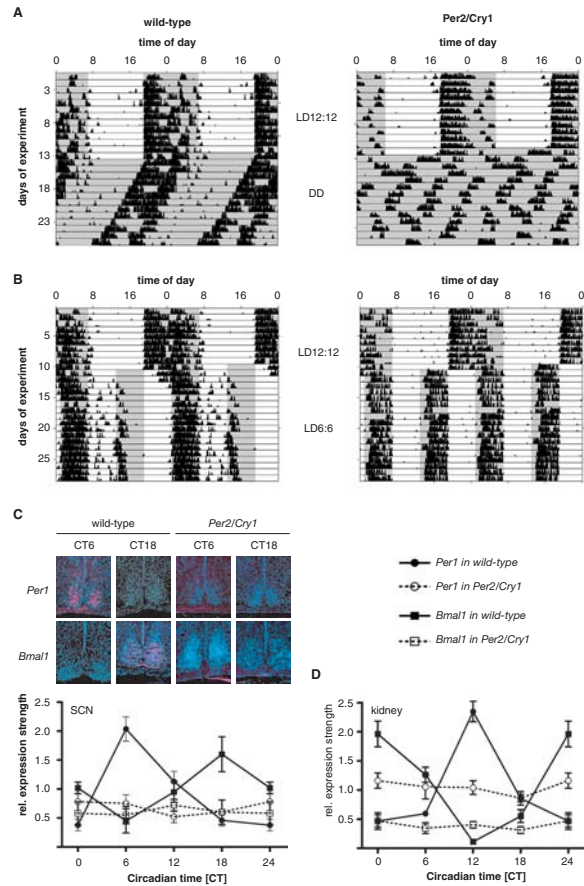 A
wild-type
Per2/Cry1
time of day
time of day
0 8 16 0 8 16 0
0 8 16 0 8 16 0
days of experiment
3
8
13
18
23
LD12:12
DD
B
time of day
time of day
0 8 16 0 8 16 0
0 8 16 0 8 16 0
days of experiment
5
10
15
20
25
LD12:12
LD6:6
C
wild-type
Per2/Cry1
CT6 CT18 CT6 CT18
Per1
Bmal1
Per1 in wild-type
Per1 in Per2/Cry1
Bmal1 in wild-type
Bmal1 in Per2/Cry1
SCN
rel. expression strength
2.5
2.0
1.5
1.0
0.5
0 6 12 18 24
Circadian time [CT]
D
kidney
rel. expression strength
2.5
2.0
1.5
1.0
0.5
0 6 12 18 24
Circadian time [CT]